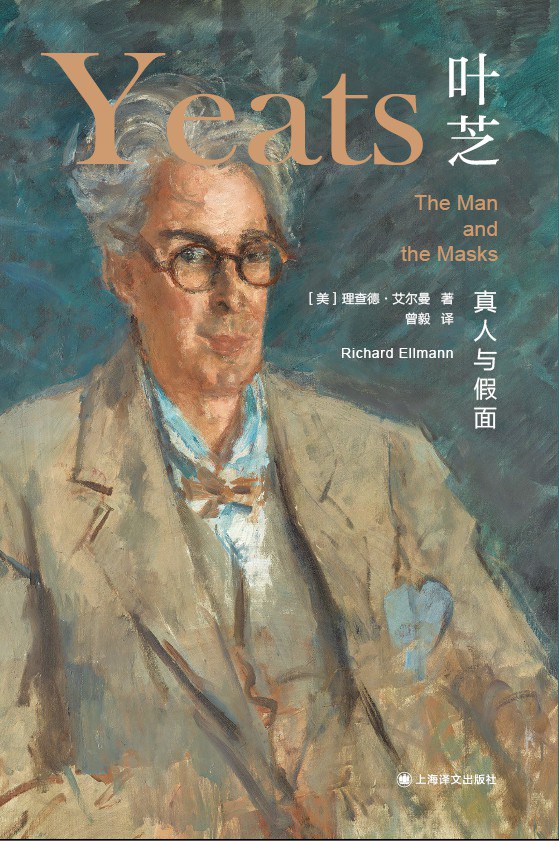 Yeats
叶芝
The Man
and
the Masks
[美] 理查德·艾尔曼 著
曾毅 译
Richard Ellmann
真人与假面
上海译文出版社